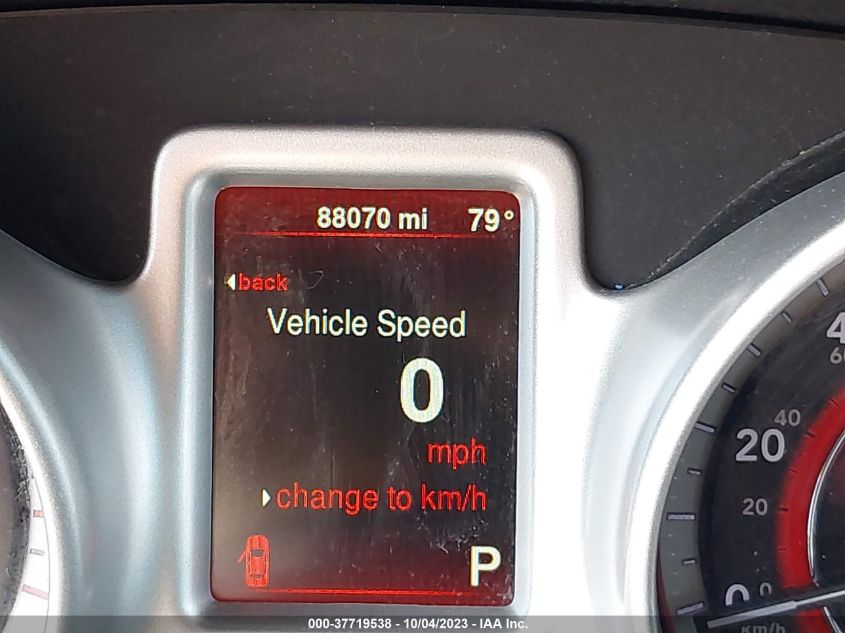 88070 mi 79°
back
Vehicle Speed
0
mph
change to km/h
P
40
20
20
0 0
km/h
000-37719538 - 10/04/2023 - IAA Inc.